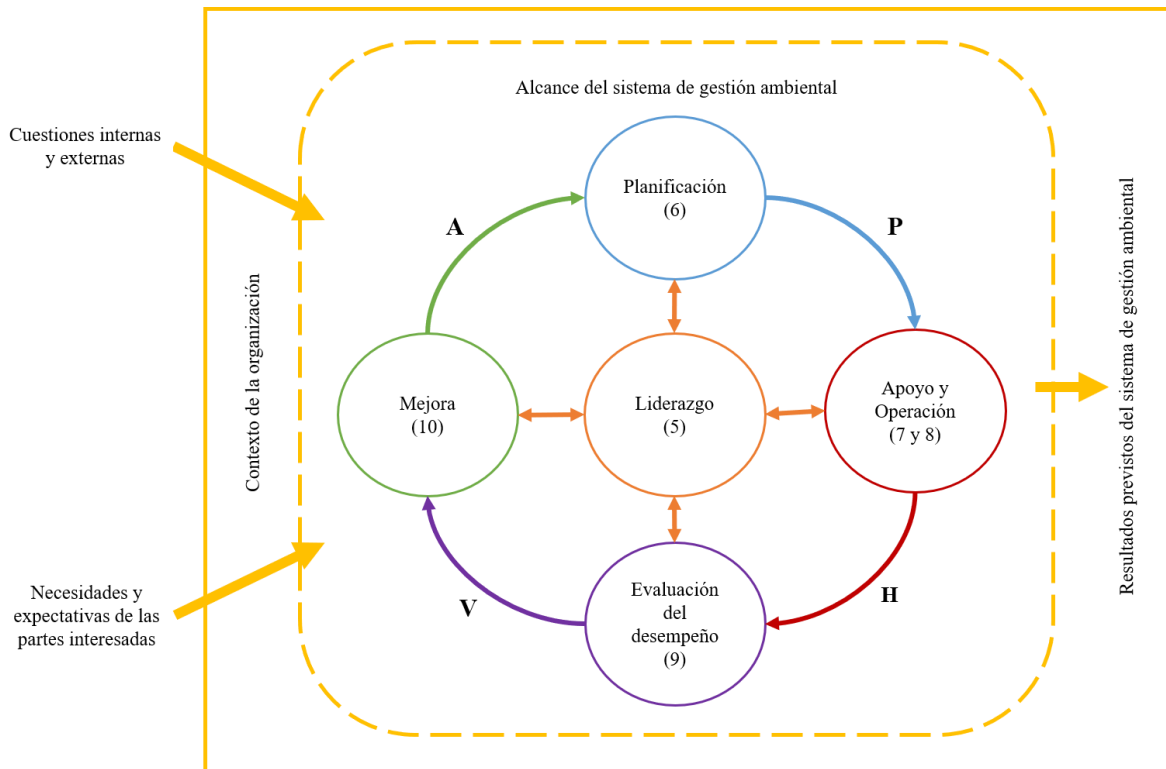 Alcance del sistema de gestión ambiental
Cuestiones internas
y externas
Planificación
(6)
A
P
Contexto de la organización
Mejora
(10)
Liderazgo
(5)
Apoyo y
Operación
(7 y 8)
Resultados previstos del sistema de gestión ambiental
Necesidades y
expectativas de las
partes interesadas
V
Evaluación
del
desempeño
(9)
H